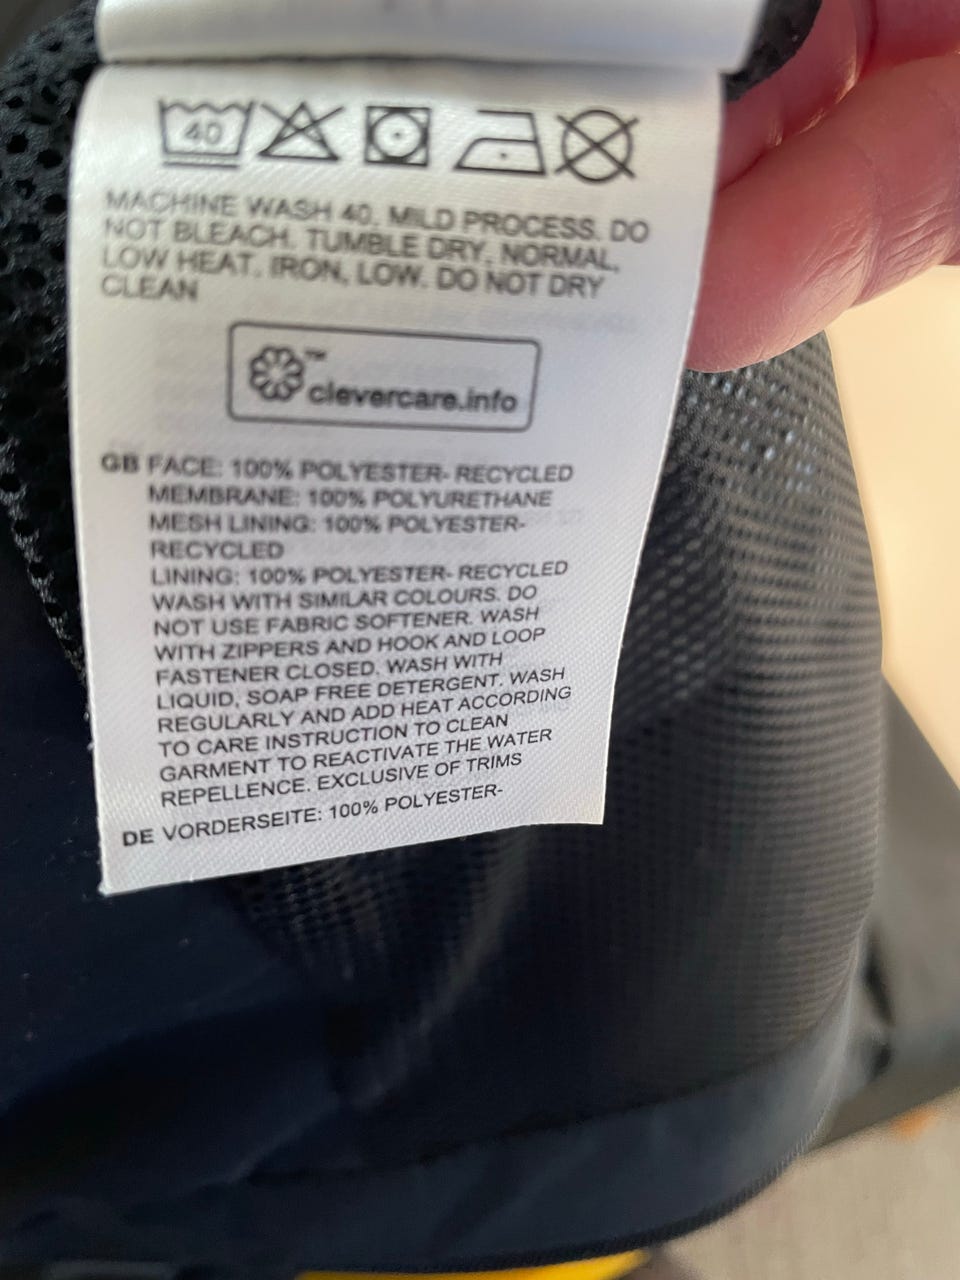 40
MACHINE WASH 40. MILD PROCESS. DO
NOT BLEACH. TUMBLE DRY, NORMAL,
LOW HEAT. IRON, LOW. DO NOT DRY
CLEAN
™
clevercare.info
GB FACE: 100% POLYESTER- RECYCLED
MEMBRANE: 100% POLYURETHANE
MESH LINING: 100% POLYESTER-
RECYCLED
LINING: 100% POLYESTER- RECYCLED
WASH WITH SIMILAR COLOURS. DO
NOT USE FABRIC SOFTENER. WASH
WITH ZIPPERS AND HOOK AND LOOP
FASTENER CLOSED. WASH WITH
LIQUID, SOAP FREE DETERGENT. WASH
REGULARLY AND ADD HEAT ACCORDING
TO CARE INSTRUCTION TO CLEAN
GARMENT TO REACTIVATE THE WATER
REPELLENCE. EXCLUSIVE OF TRIMS
DE VORDERSEITE: 100% POLYESTER-